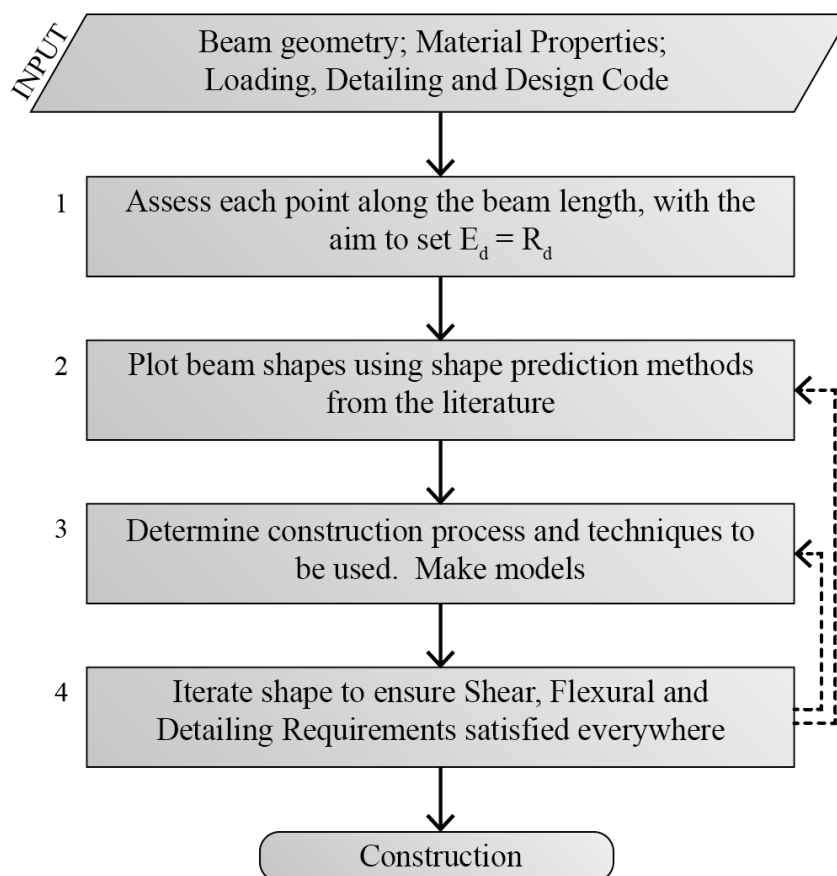 INPUT
Beam geometry; Material Properties;
Loading, Detailing and Design Code
1
Assess each point along the beam length, with the
aim to set E_d = R_d
2
Plot beam shapes using shape prediction methods
from the literature
3
Determine construction process and techniques to
be used.  Make models
4
Iterate shape to ensure Shear, Flexural and
Detailing Requirements satisfied everywhere
Construction